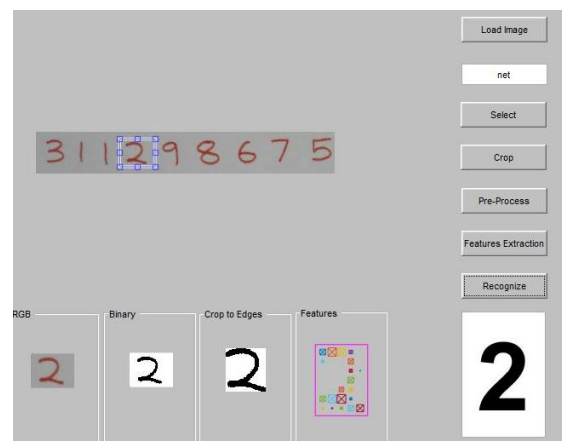 Load Image
net
Select
3 1 1 2 9 8 6 7 5
Crop
Pre-Process
Features Extraction
Recognize
RGB
Binary
Crop to Edges
Features
2
2
2
2